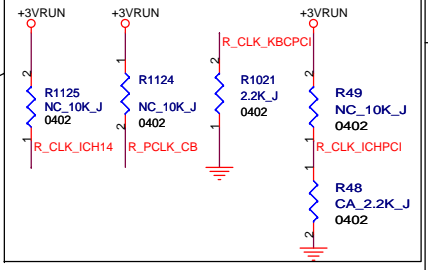 +3VRUN
+3VRUN
+3VRUN
R_CLK_KBCPCI
2
R1125
NC_10K_J
0402
1
R_CLK_ICH14
1
R1124
NC_10K_J
0402
2
R_PCLK_CB
2
R1021
2.2K_J
0402
1
2
R49
NC_10K_J
0402
1
R_CLK_ICHPCI
1
R48
CA_2.2K_J
0402
2